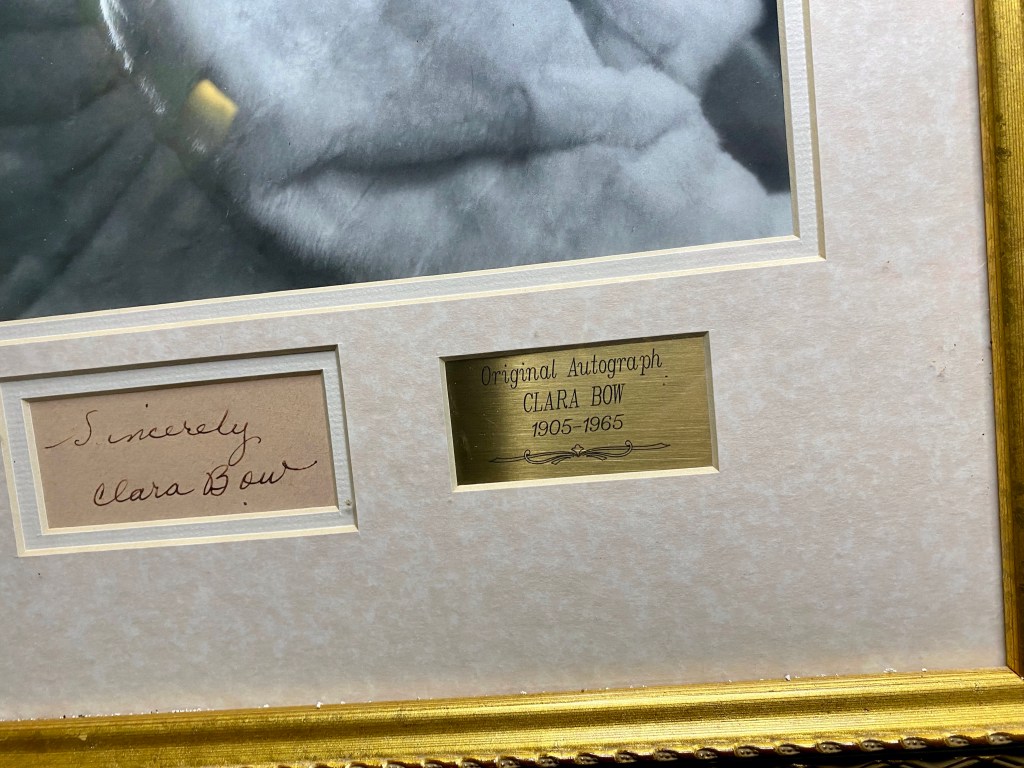 Sincerely
Clara Bow
Original Autograph
CLARA BOW
1905-1965